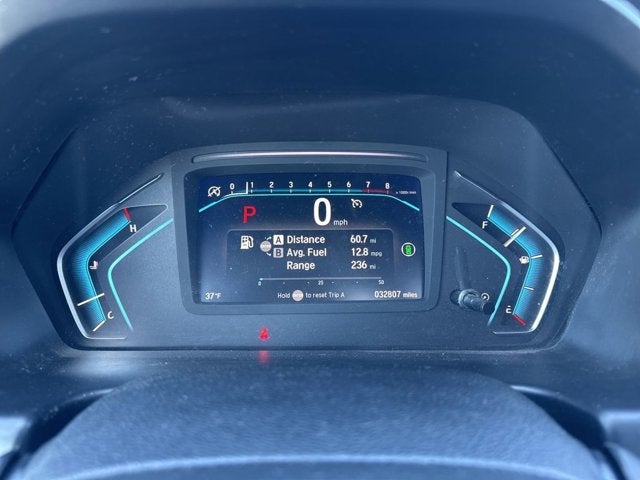 0 1 2 3 4 5 6 7 8 x 1000r/min
P 0 mph
H F
A Distance 60.7 mi
B Avg. Fuel 12.8 mpg
Range 236 mi
0 25 50
C E
37°F Hold to reset Trip A 032807 miles